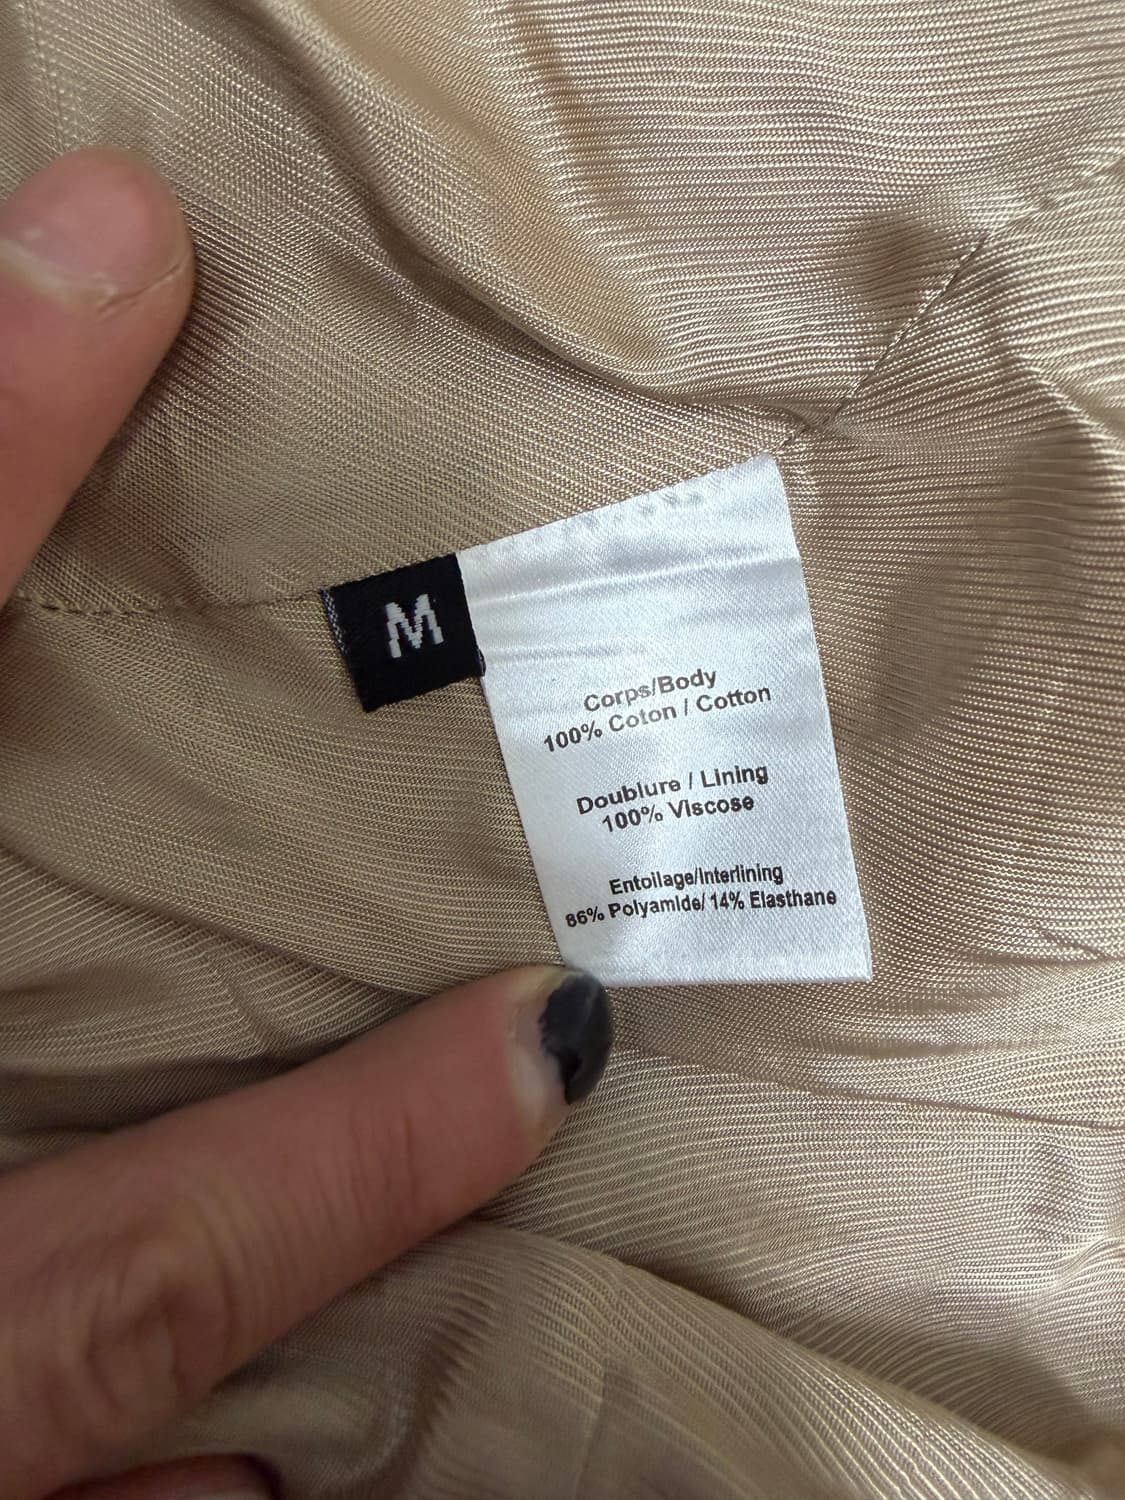 M
Corps/Body
100% Coton / Cotton
Doublure / Lining
100% Viscose
Entoilage/Interlining
86% Polyamide/ 14% Elasthane